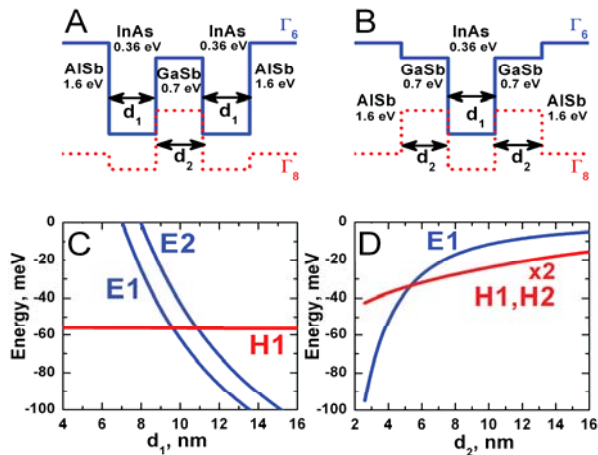 A
InAs
0.36 eV
InAs
0.36 eV
Γ6
AlSb
1.6 eV
GaSb
0.7 eV
AlSb
1.6 eV
d1
d1
d2
Γ8
B
InAs
0.36 eV
Γ6
AlSb
1.6 eV
GaSb
0.7 eV
GaSb
0.7 eV
AlSb
1.6 eV
d1
d2
d2
Γ8
C
Energy, meV
0
-20
-40
-60
-80
-100
E2
E1
H1
4 6 8 10 12 14 16
d1, nm
D
Energy, meV
0
-20
-40
-60
-80
-100
E1
x2
H1,H2
2 4 6 8 10 12 14 16
d2, nm